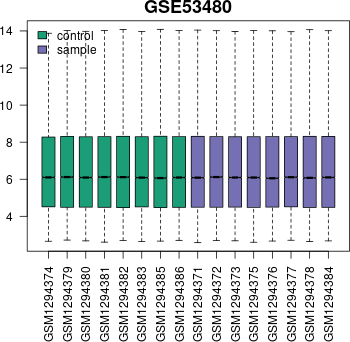 GSE53480
control
sample
14
12
10
8
6
4
GSM1294374
GSM1294379
GSM1294380
GSM1294381
GSM1294382
GSM1294383
GSM1294385
GSM1294386
GSM1294371
GSM1294372
GSM1294373
GSM1294375
GSM1294376
GSM1294377
GSM1294378
GSM1294384